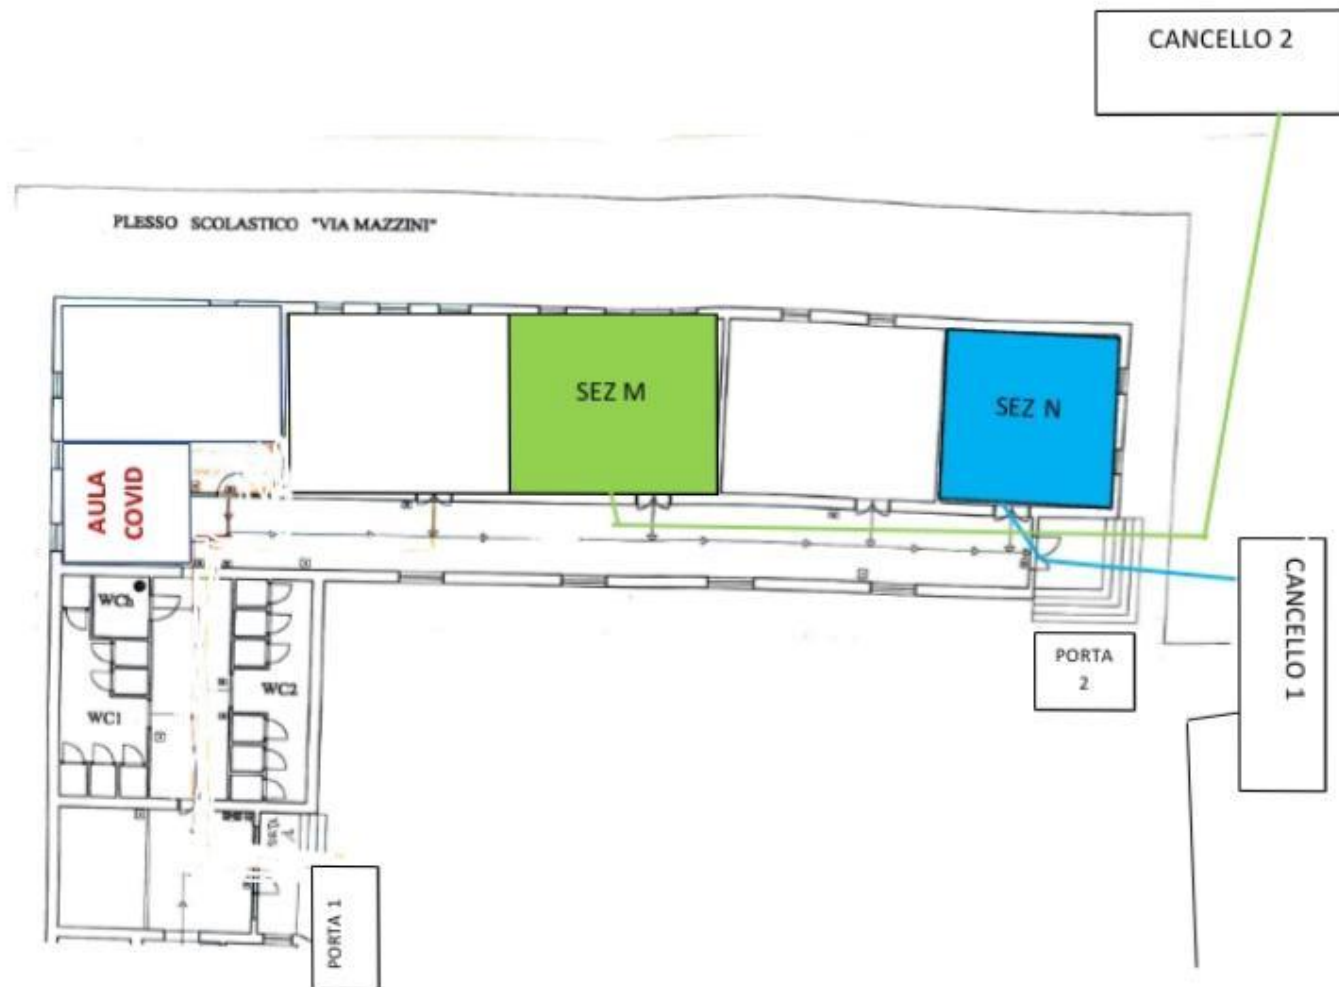 CANCELLO 2
PLESSO SCOLASTICO "VIA MAZZINI"
SEZ M
SEZ N
AULA
COVID
CANCELLO 1
WCh
WC2
WC1
PORTA
2
PORTA 1